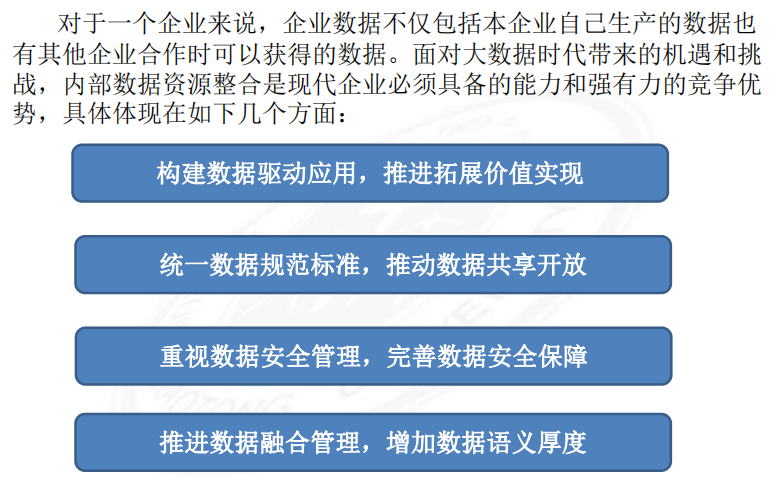 对于一个企业来说，企业数据不仅包括本企业自己生产的数据也
有其他企业合作时可以获得的数据。面对大数据时代带来的机遇和挑
战，内部数据资源整合是现代企业必须具备的能力和强有力的竞争优
势，具体体现在如下几个方面：
构建数据驱动应用，推进拓展价值实现
统一数据规范标准，推动数据共享开放
重视数据安全管理，完善数据安全保障
推进数据融合管理，增加数据语义厚度